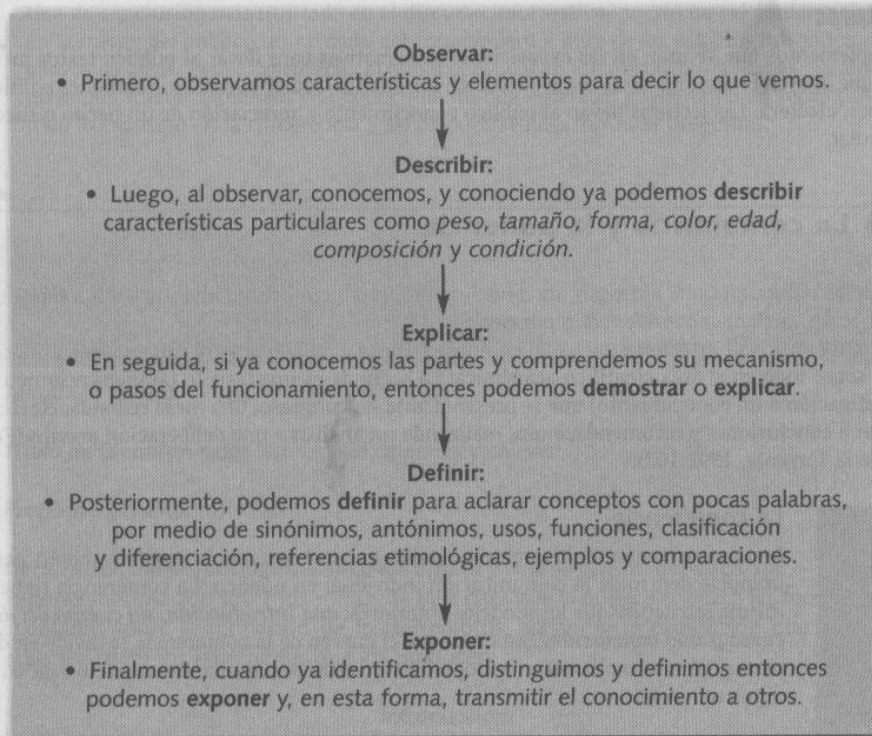 Observar:
• Primero, observamos características y elementos para decir lo que vemos.
Describir:
• Luego, al observar, conocemos, y conociendo ya podemos describir
características particulares como peso, tamaño, forma, color, edad,
composición y condición.
Explicar:
• En seguida, si ya conocemos las partes y comprendemos su mecanismo,
o pasos del funcionamiento, entonces podemos demostrar o explicar.
Definir:
• Posteriormente, podemos definir para aclarar conceptos con pocas palabras,
por medio de sinónimos, antónimos, usos, funciones, clasificación
y diferenciación, referencias etimológicas, ejemplos y comparaciones.
Exponer:
• Finalmente, cuando ya identificamos, distinguimos y definimos entonces
podemos exponer y, en esta forma, transmitir el conocimiento a otros.